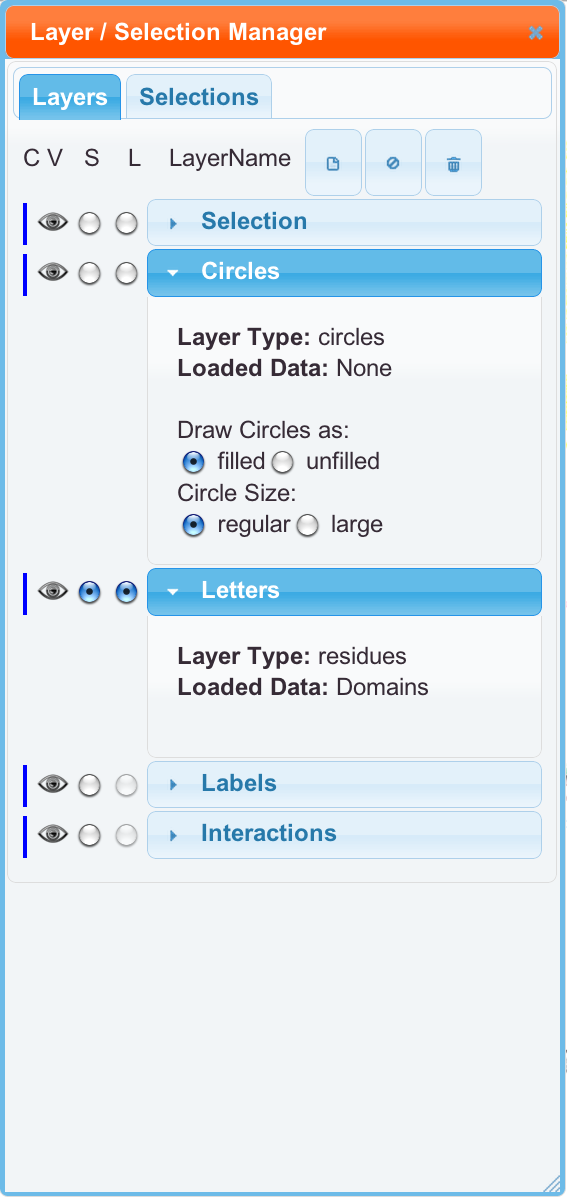 Layer / Selection Manager
Layers Selections
C V S L LayerName
Selection
Circles
Layer Type: circles
Loaded Data: None
Draw Circles as:
filled unfilled
Circle Size:
regular large
Letters
Layer Type: residues
Loaded Data: Domains
Labels
Interactions